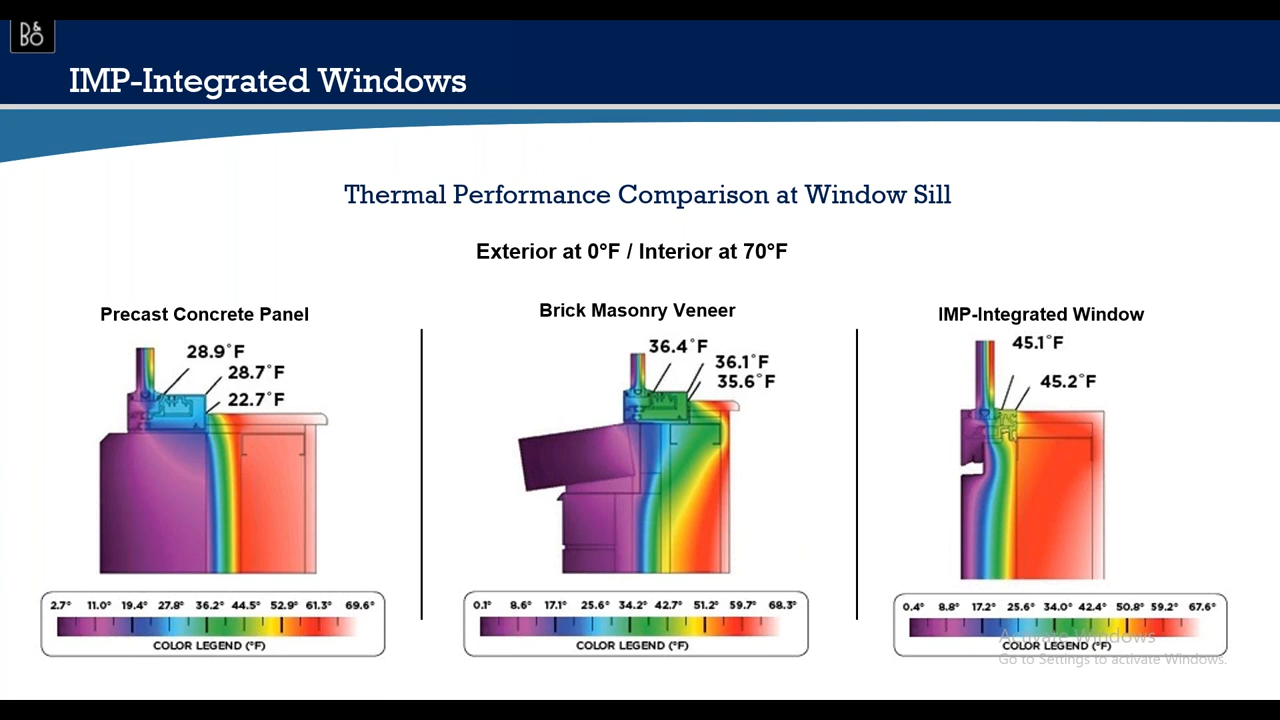 B&O
IMP-Integrated Windows
Thermal Performance Comparison at Window Sill
Exterior at 0°F / Interior at 70°F
Precast Concrete Panel
28.9°F
28.7°F
22.7°F
2.7° 11.0° 19.4° 27.8° 36.2° 44.5° 52.9° 61.3° 69.6°
COLOR LEGEND (°F)
Brick Masonry Veneer
36.4°F
36.1°F
35.6°F
0.1° 8.6° 17.1° 25.6° 34.2° 42.7° 51.2° 59.7° 68.3°
COLOR LEGEND (°F)
IMP-Integrated Window
45.1°F
45.2°F
0.4° 8.8° 17.2° 25.6° 34.0° 42.4° 50.8° 59.2° 67.6°
COLOR LEGEND (°F)
Activate Windows
Go to Settings to activate Windows.